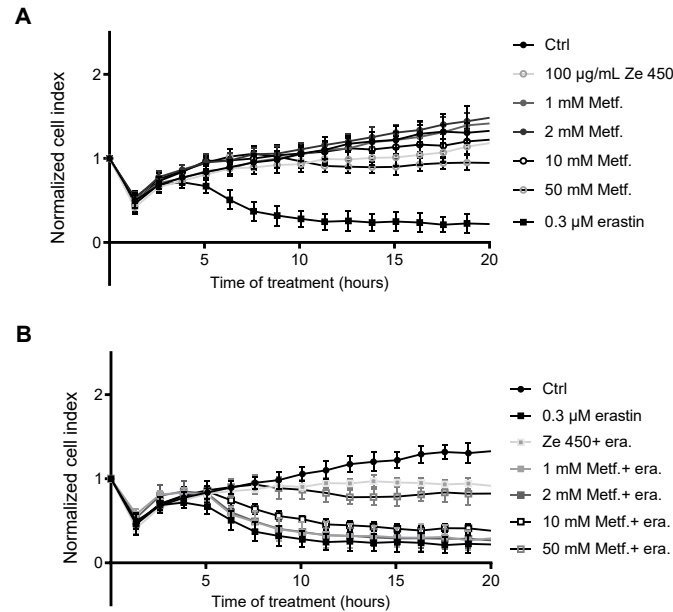 A
Normalized cell index
2
1
0
5
10
15
20
Time of treatment (hours)
Ctrl
100 µg/mL Ze 450
1 mM Metf.
2 mM Metf.
10 mM Metf.
50 mM Metf.
0.3 µM erastin
B
Normalized cell index
2
1
0
5
10
15
20
Time of treatment (hours)
Ctrl
0.3 µM erastin
Ze 450+ era.
1 mM Metf.+ era.
2 mM Metf.+ era.
10 mM Metf.+ era.
50 mM Metf.+ era.